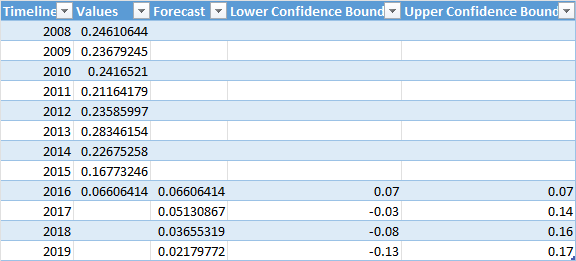 Timeline Values Forecast Lower Confidence Bound Upper Confidence Bound
2008 0.24610644
2009 0.23679245
2010 0.2416521
2011 0.21164179
2012 0.23585997
2013 0.28346154
2014 0.22675258
2015 0.16773246
2016 0.06606414 0.06606414 0.07 0.07
2017 0.05130867 -0.03 0.14
2018 0.03655319 -0.08 0.16
2019 0.02179772 -0.13 0.17